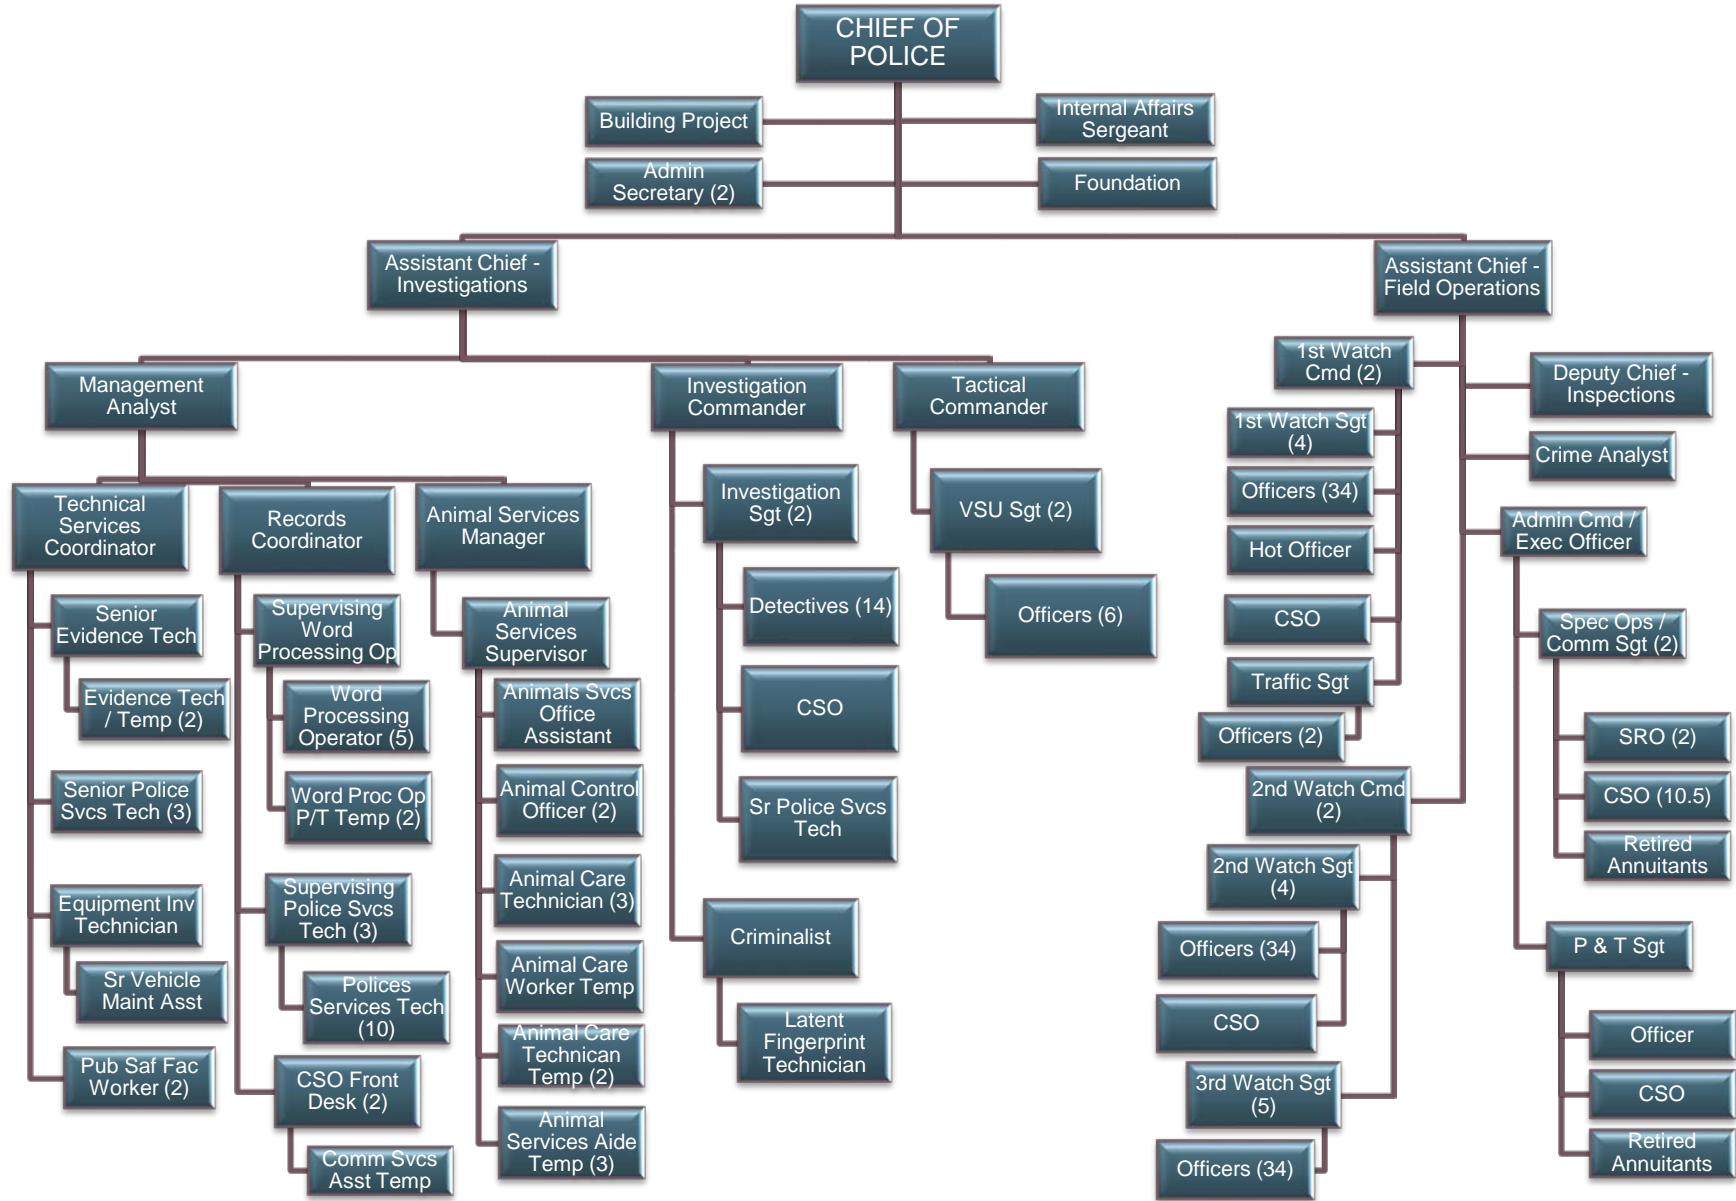 CHIEF OF
POLICE
Building Project
Internal Affairs
Sergeant
Admin
Secretary (2)
Foundation
Assistant Chief -
Investigations
Assistant Chief -
Field Operations
Management
Analyst
Investigation
Commander
Tactical
Commander
Technical
Services
Coordinator
Senior
Evidence Tech
Evidence Tech
/ Temp (2)
Senior Police
Svcs Tech (3)
Equipment Inv
Technician
Sr Vehicle
Maint Asst
Pub Saf Fac
Worker (2)
Records
Coordinator
Supervising
Word
Processing Op
Word
Processing
Operator (5)
Word Proc Op
P/T Temp (2)
Supervising
Police Svcs
Tech (3)
Polices
Services Tech
(10)
CSO Front
Desk (2)
Comm Svcs
Asst Temp
Animal Services
Manager
Animal
Services
Supervisor
Animals Svcs
Office
Assistant
Animal Control
Officer (2)
Animal Care
Technician (3)
Animal Care
Worker Temp
Animal Care
Technican
Temp (2)
Animal
Services Aide
Temp (3)
Investigation
Sgt (2)
Detectives (14)
CSO
Sr Police Svcs
Tech
Criminalist
Latent
Fingerprint
Technician
VSU Sgt (2)
Officers (6)
1st Watch
Cmd (2)
1st Watch Sgt
(4)
Officers (34)
Hot Officer
CSO
Traffic Sgt
Officers (2)
2nd Watch Cmd
(2)
2nd Watch Sgt
(4)
Officers (34)
CSO
3rd Watch Sgt
(5)
Officers (34)
Deputy Chief -
Inspections
Crime Analyst
Admin Cmd /
Exec Officer
Spec Ops /
Comm Sgt (2)
SRO (2)
CSO (10.5)
Retired
Annuitants
P & T Sgt
Officer
CSO
Retired
Annuitants